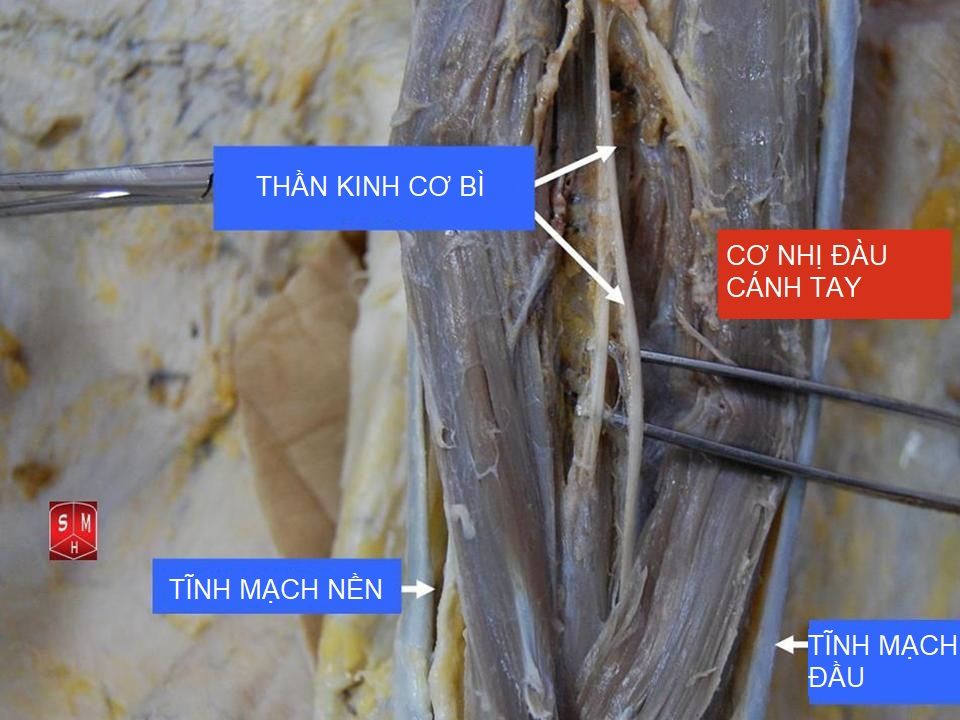 THẦN KINH CƠ BÌ
CƠ NHỊ ĐÀU
CÁNH TAY
TĨNH MẠCH NỀN
TĨNH MẠCH
ĐẦU
S M
H